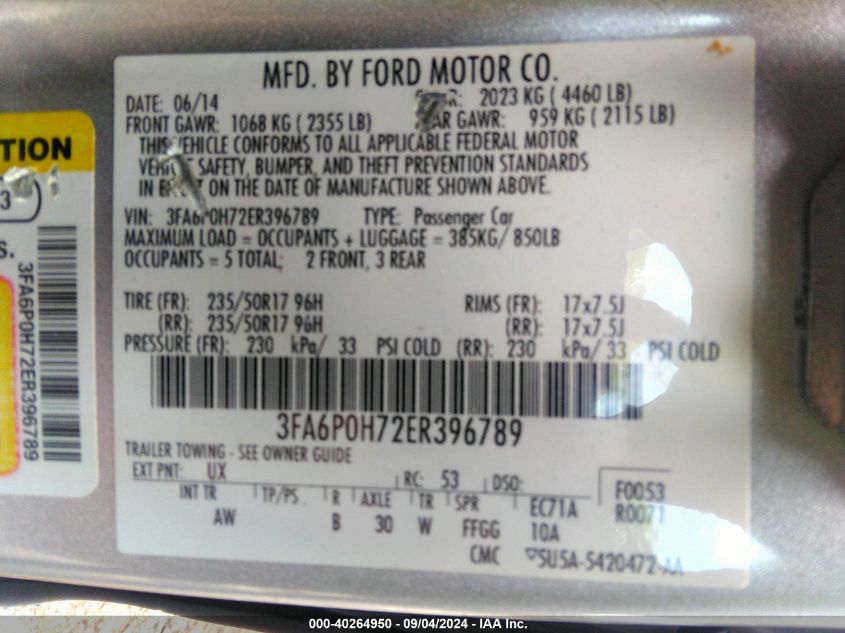 MFD. BY FORD MOTOR CO.
DATE: 06/14 R: 2023 KG ( 4460 LB)
FRONT GAWR: 1068 KG ( 2355 LB) GAWR: 959 KG ( 2115 LB)
THIS VEHICLE CONFORMS TO ALL APPLICABLE FEDERAL MOTOR
VEHICLE SAFETY, BUMPER, AND THEFT PREVENTION STANDARDS
IN EFFECT ON THE DATE OF MANUFACTURE SHOWN ABOVE.
VIN: 3FA6P0H72ER396789 TYPE: Passenger Car
MAXIMUM LOAD = OCCUPANTS + LUGGAGE = 385KG/ 850LB
OCCUPANTS = 5 TOTAL; 2 FRONT, 3 REAR
TIRE (FR): 235/50R17 96H RIMS (FR): 17x7.5J
(RR): 235/50R17 96H (RR): 17x7.5J
PRESSURE (FR): 230 kPa/ 33 PSI COLD (RR): 230 kPa/ 33 PSI COLD
3FA6P0H72ER396789
TRAILER TOWING - SEE OWNER GUIDE
EXT PNT: UX RC: 53 DSO: F0053
INT TR TP/PS R AXLE TR SPR EC71A R0071
AW B 30 W FFGG 10A
CMC ▽5U5A-5420472-AA
TION
3
S.
3FA6P0H72ER396789
000-40264950 - 09/04/2024 - IAA Inc.